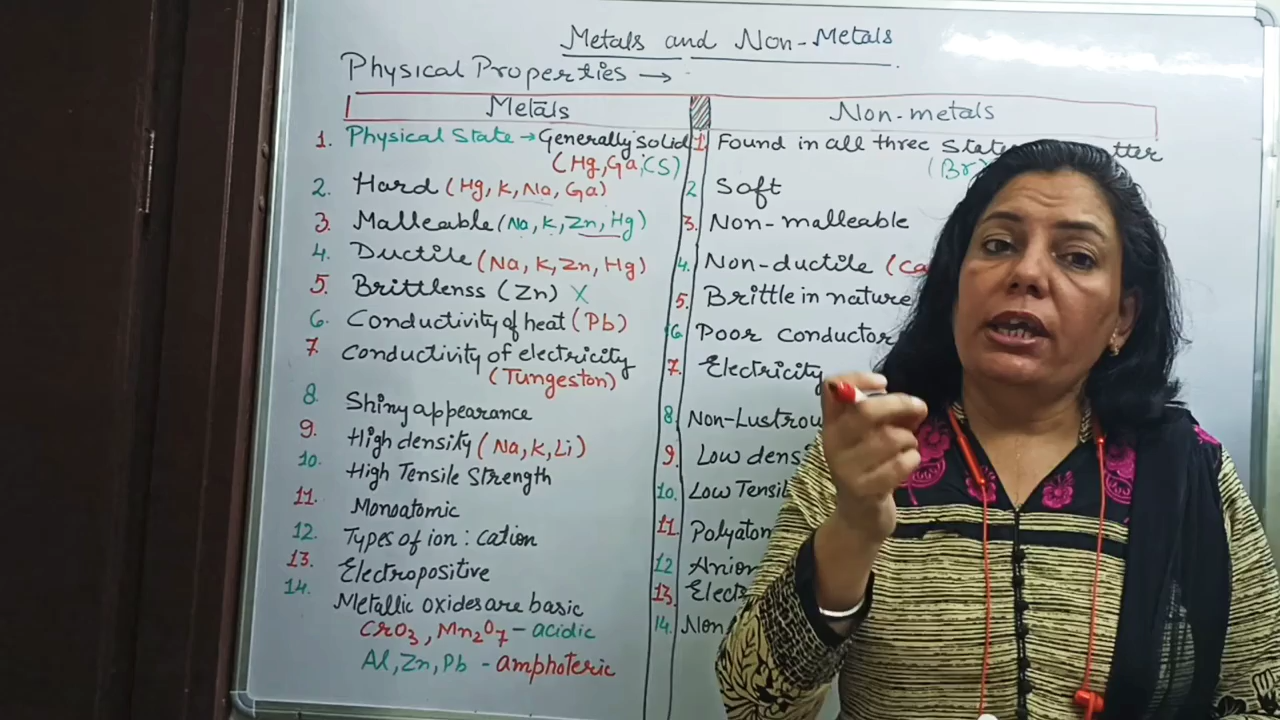 Metals and Non-Metals
Physical Properties →
Metals
Non-metals
1. Physical State → Generally solid
(Hg, Ga, CS)
2. Hard (Hg, K, Na, Ga)
3. Malleable (Na, K, Zn, Hg)
4. Ductile (Na, K, Zn, Hg)
5. Brittlenss (Zn) X
6. Conductivity of heat (Pb)
7. Conductivity of electricity
(Tungeston)
8. Shiny appearance
9. High density (Na, K, Li)
10. High Tensile Strength
11. Monoatomic
12. Types of ion : cation
13. Electropositive
14. Metallic oxides are basic
CrO3, Mn2O7 - acidic
Al, Zn, Pb - amphoteric
1. Found in all three
(Br
2 Soft
3. Non-malleable
4. Non-ductile
5. Brittle in nature
6 Poor conductor
7. Electricity
8. Non-Lustrou
9. Low dens
10. Low Tensil
11. Polyatom
12 Anion
13. Elect
14. Non